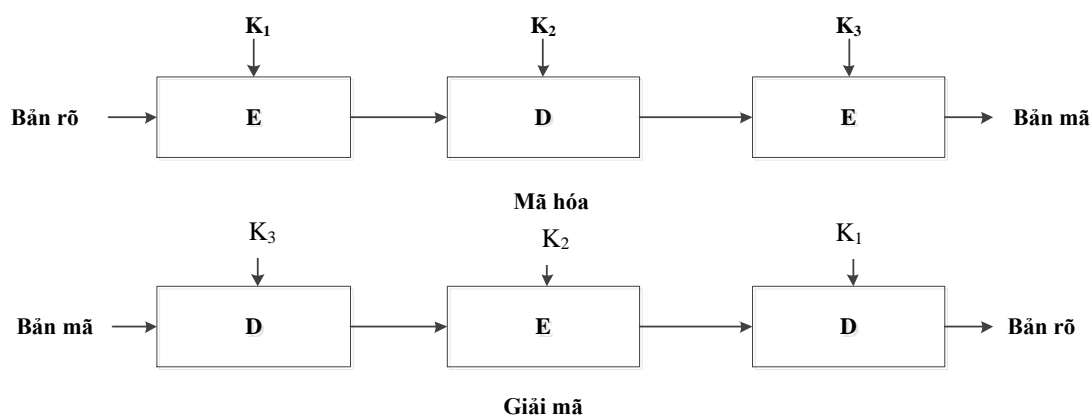 K₁ K₂ K₃
Bản rõ E D E Bản mã
Mã hóa
K₃ K₂ K₁
Bản mã D E D Bản rõ
Giải mã